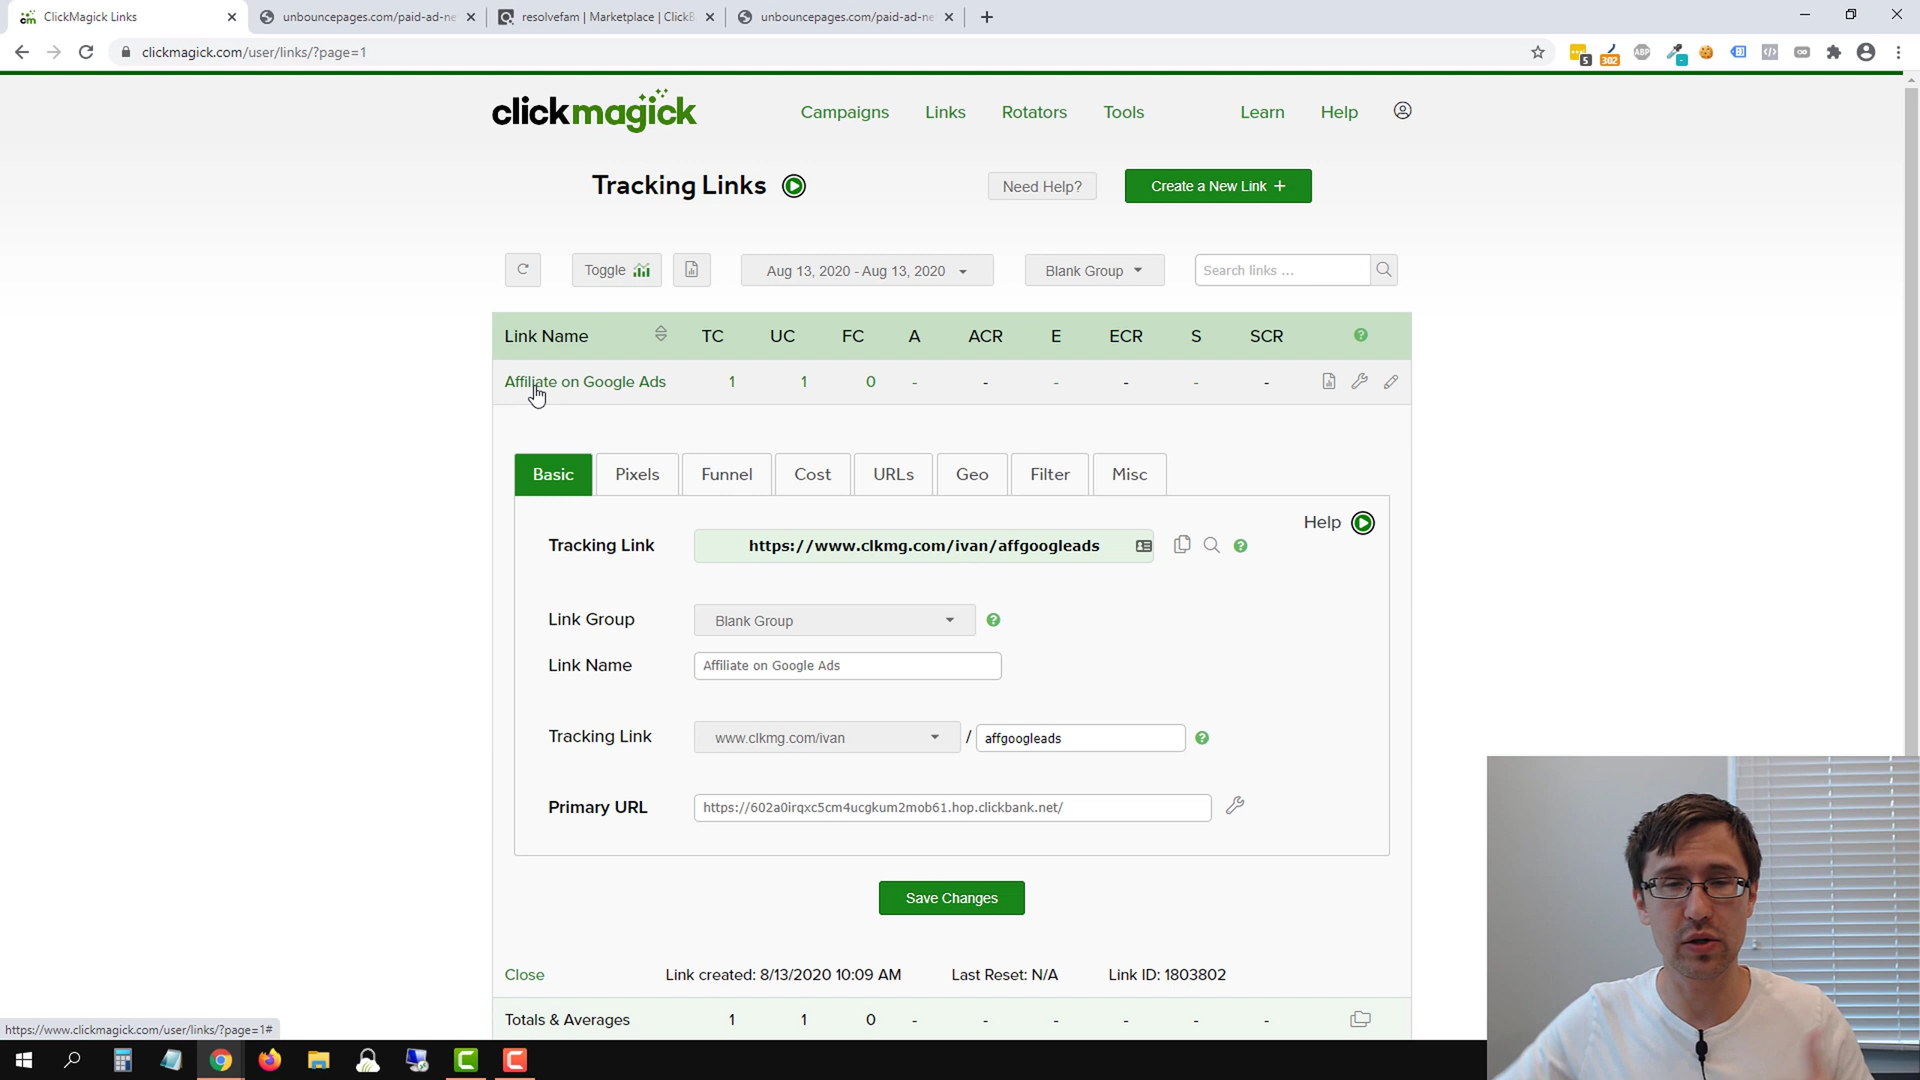 ClickMagick Links
unbouncepages.com/paid-ad-ne
resolvefam | Marketplace | ClickB
unbouncepages.com/paid-ad-ne
clickmagick.com/user/links/?page=1
5
302
ABP
clickmagick
Campaigns
Links
Rotators
Tools
Learn
Help
Tracking Links
Need Help?
Create a New Link +
Toggle
Aug 13, 2020 - Aug 13, 2020
Blank Group
Search links ...
Link Name TC UC FC A ACR E ECR S SCR ?
Affiliate on Google Ads 1 1 0 - - - - - -
Basic
Pixels
Funnel
Cost
URLs
Geo
Filter
Misc
Help
Tracking Link
https://www.clkmg.com/ivan/affgoogleads
?
Link Group
Blank Group
?
Link Name
Affiliate on Google Ads
Tracking Link
www.clkmg.com/ivan
/
affgoogleads
?
Primary URL
https://602a0irqxc5cm4ucgkum2mob61.hop.clickbank.net/
Save Changes
Close
Link created: 8/13/2020 10:09 AM
Last Reset: N/A
Link ID: 1803802
Totals & Averages 1 1 0 - - - - - -
https://www.clickmagick.com/user/links/?page=1#